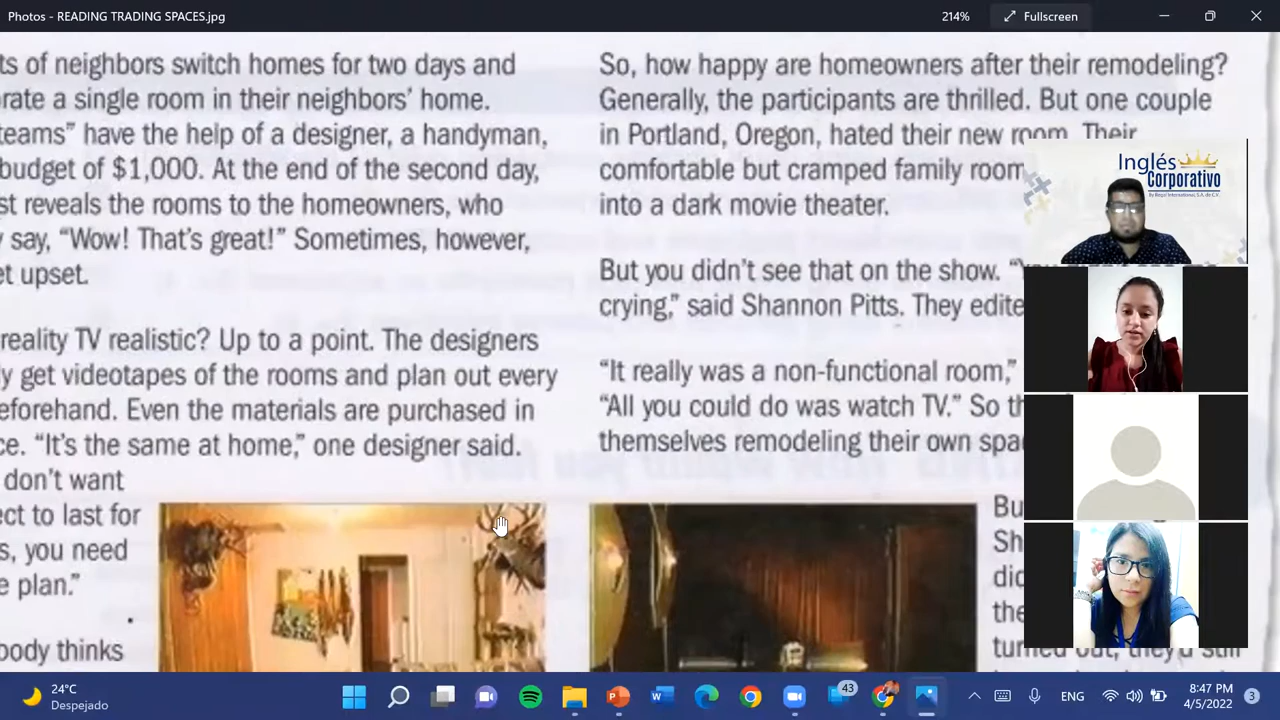 Photos - READING TRADING SPACES.jpg
214%
Fullscreen
ts of neighbors switch homes for two days and
rate a single room in their neighbors' home.
teams" have the help of a designer, a handyman,
budget of $1,000. At the end of the second day,
st reveals the rooms to the homeowners, who
say, "Wow! That's great!" Sometimes, however,
et upset.
reality TV realistic? Up to a point. The designers
y get videotapes of the rooms and plan out every
eforehand. Even the materials are purchased in
ce. "It's the same at home," one designer said.
don't want
ect to last for
s, you need
e plan."
body thinks
So, how happy are homeowners after their remodeling?
Generally, the participants are thrilled. But one couple
in Portland, Oregon, hated their new room. Their
comfortable but cramped family room
into a dark movie theater.
But you didn't see that on the show.
crying," said Shannon Pitts. They edite
"It really was a non-functional room,"
"All you could do was watch TV." So th
themselves remodeling their own spa
Bu
Sh
did
the
turned out, they'd still
Inglés
Corporativo
24°C
Despejado
43
ENG
8:47 PM
4/5/2022
3